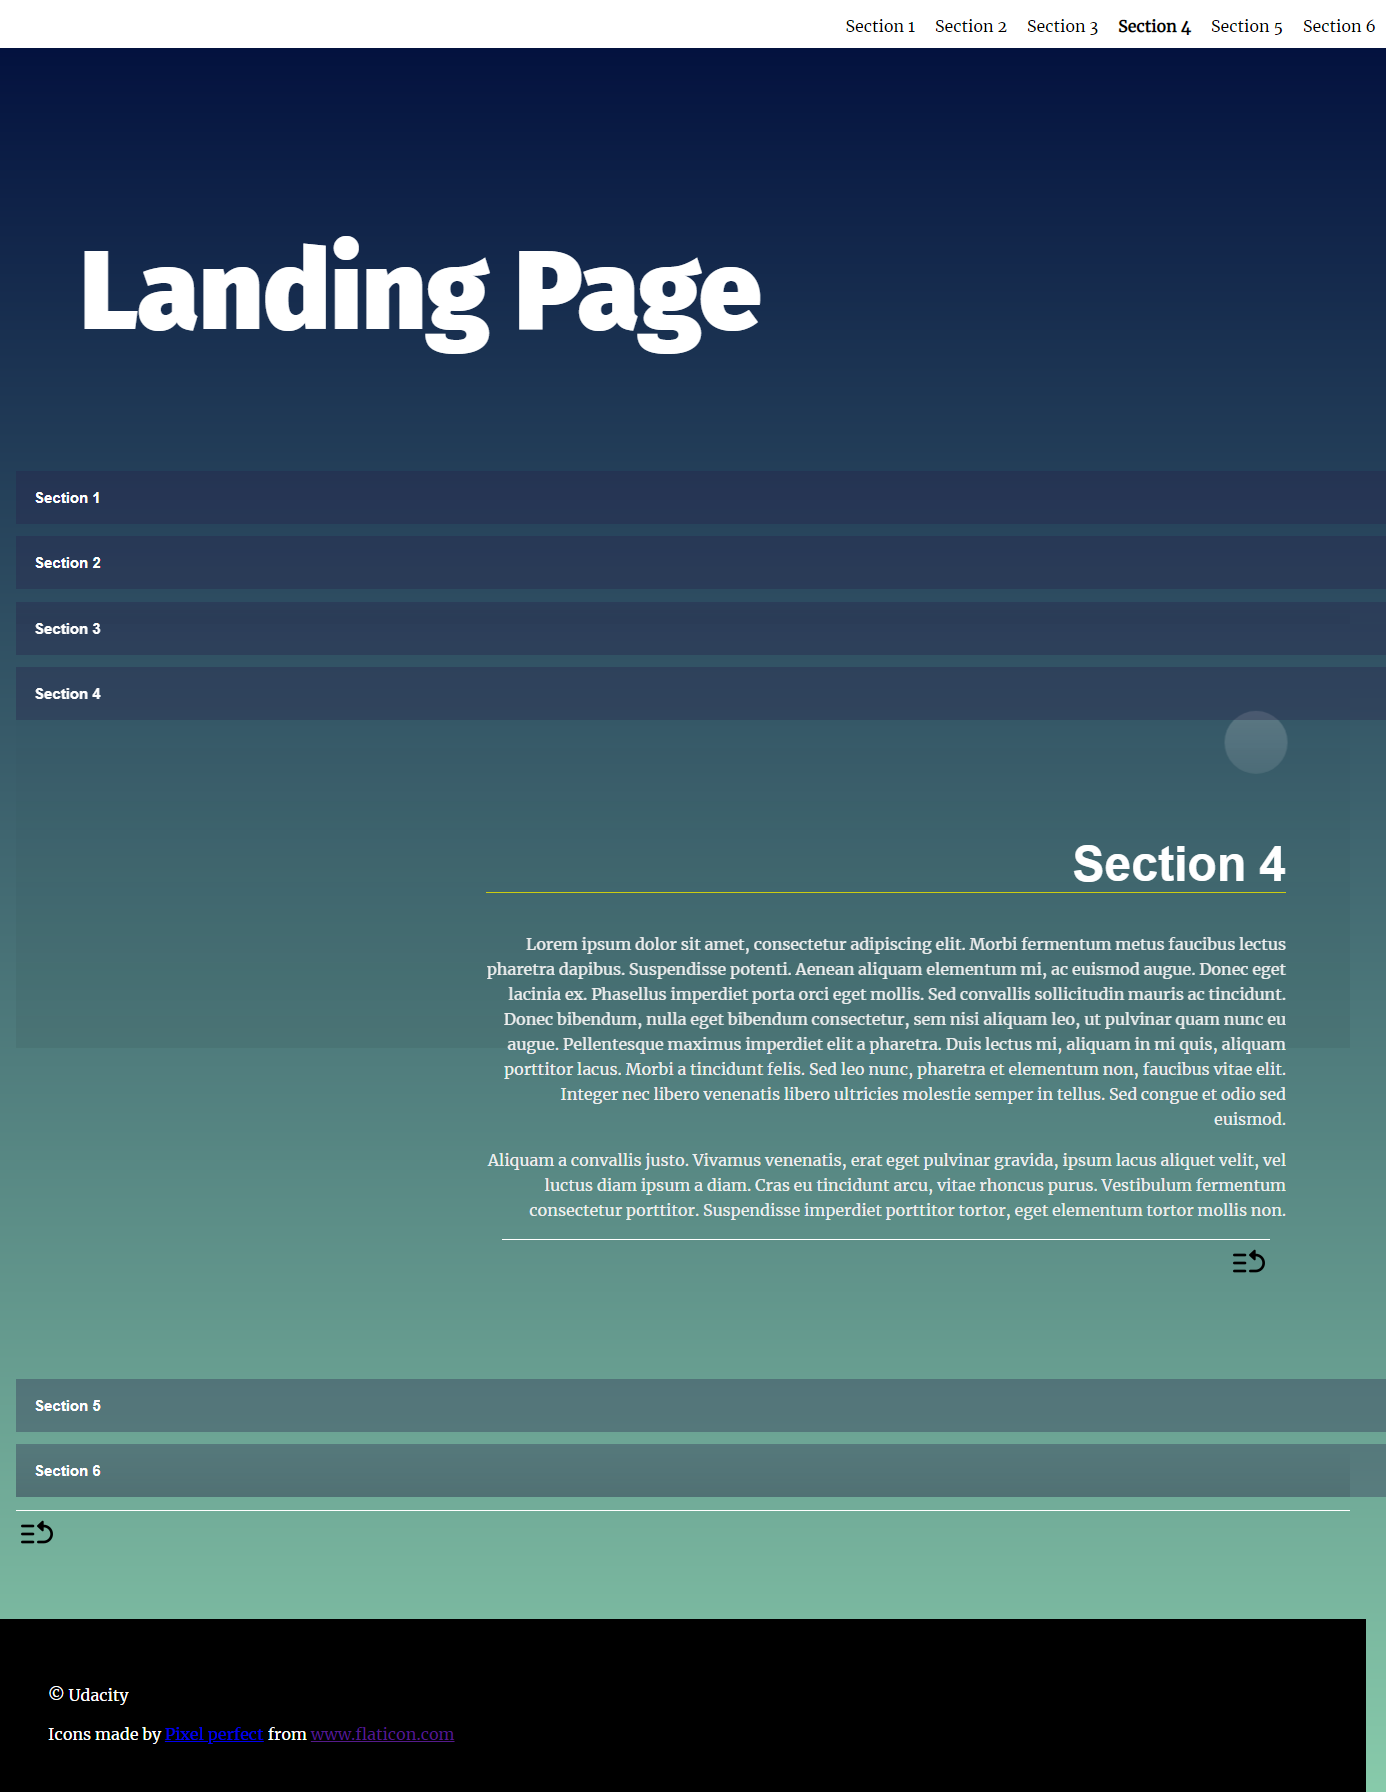 Section 1 Section 2 Section 3 Section 4 Section 5 Section 6
Landing Page
Section 1
Section 2
Section 3
Section 4
Section 4
Lorem ipsum dolor sit amet, consectetur adipiscing elit. Morbi fermentum metus faucibus lectus
pharetra dapibus. Suspendisse potenti. Aenean aliquam elementum mi, ac euismod augue. Donec eget
lacinia ex. Phasellus imperdiet porta orci eget mollis. Sed convallis sollicitudin mauris ac tincidunt.
Donec bibendum, nulla eget bibendum consectetur, sem nisi aliquam leo, ut pulvinar quam nunc eu
augue. Pellentesque maximus imperdiet elit a pharetra. Duis lectus mi, aliquam in mi quis, aliquam
porttitor lacus. Morbi a tincidunt felis. Sed leo nunc, pharetra et elementum non, faucibus vitae elit.
Integer nec libero venenatis libero ultricies molestie semper in tellus. Sed congue et odio sed
euismod.
Aliquam a convallis justo. Vivamus venenatis, erat eget pulvinar gravida, ipsum lacus aliquet velit, vel
luctus diam ipsum a diam. Cras eu tincidunt arcu, vitae rhoncus purus. Vestibulum fermentum
consectetur porttitor. Suspendisse imperdiet porttitor tortor, eget elementum tortor mollis non.
Section 5
Section 6
© Udacity
Icons made by Pixel perfect from www.flaticon.com